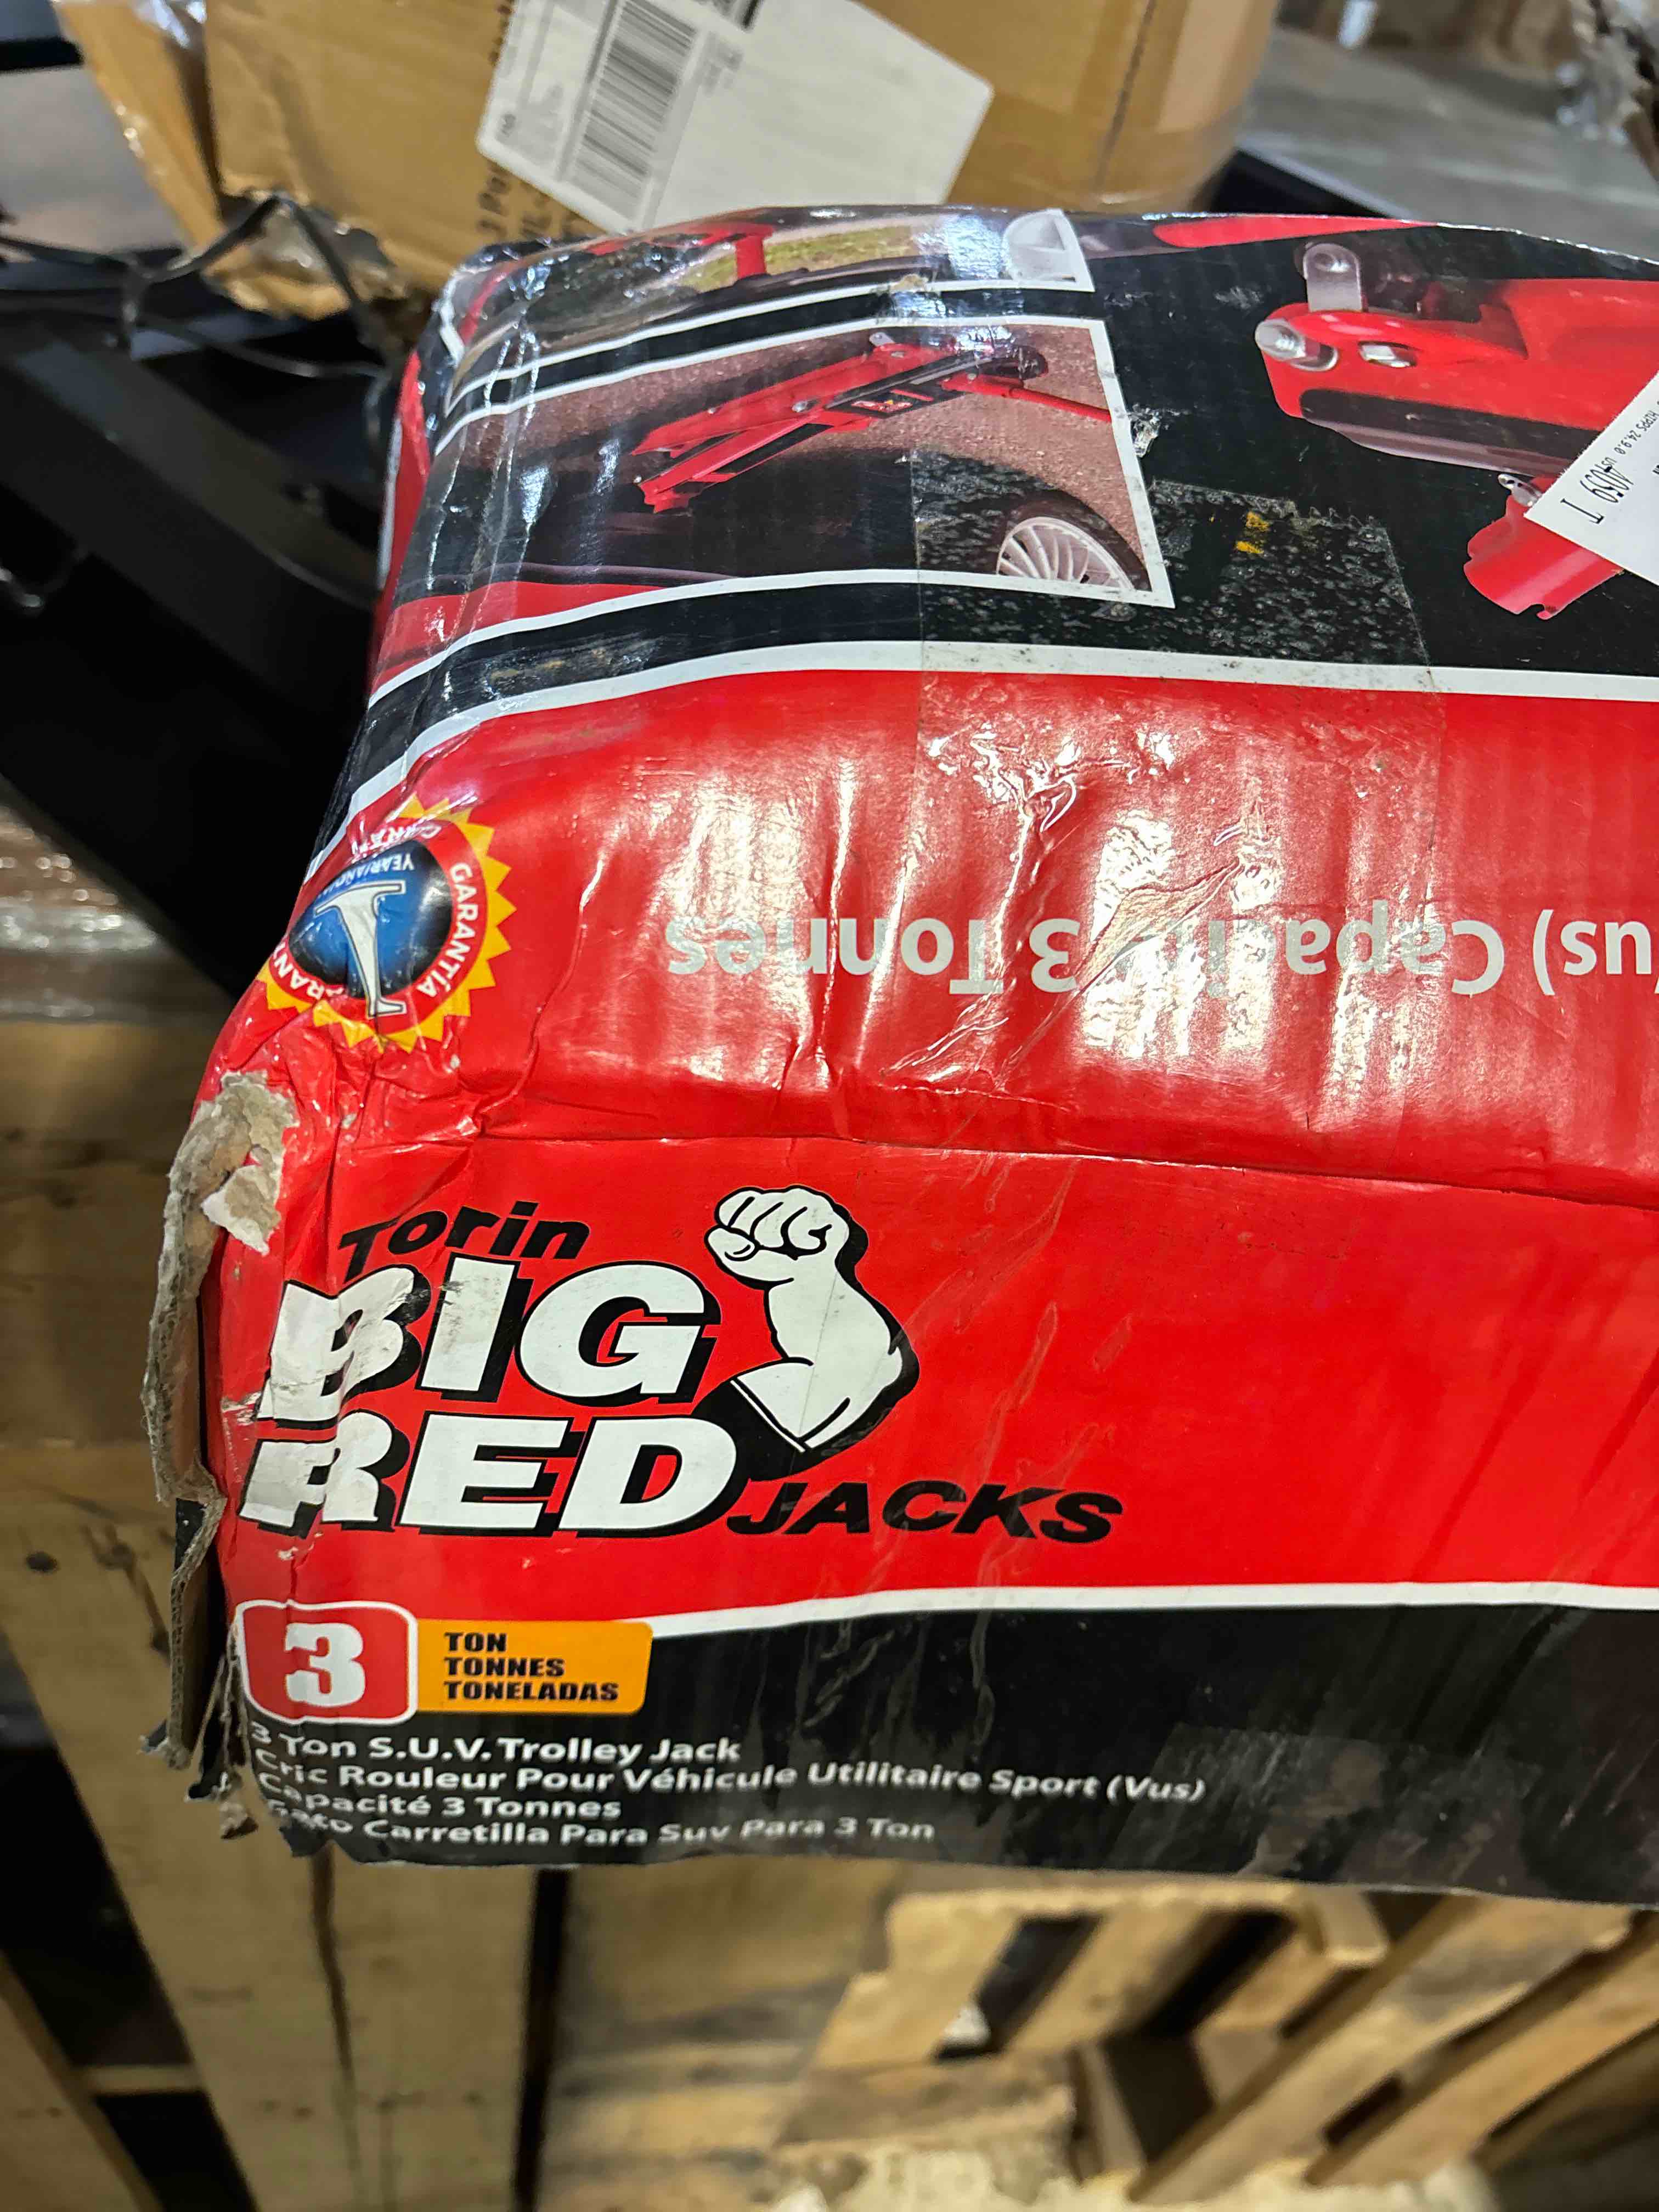 GARANTÍA
1
Capacité 3 Tonnes
Torin
BIG
RED JACKS
3
TON
TONNES
TONELADAS
3 Ton S.U.V. Trolley Jack
Cric Rouleur Pour Véhicule Utilitaire Sport (Vus)
Capacité 3 Tonnes
Gato Carretilla Para Suv Para 3 Ton